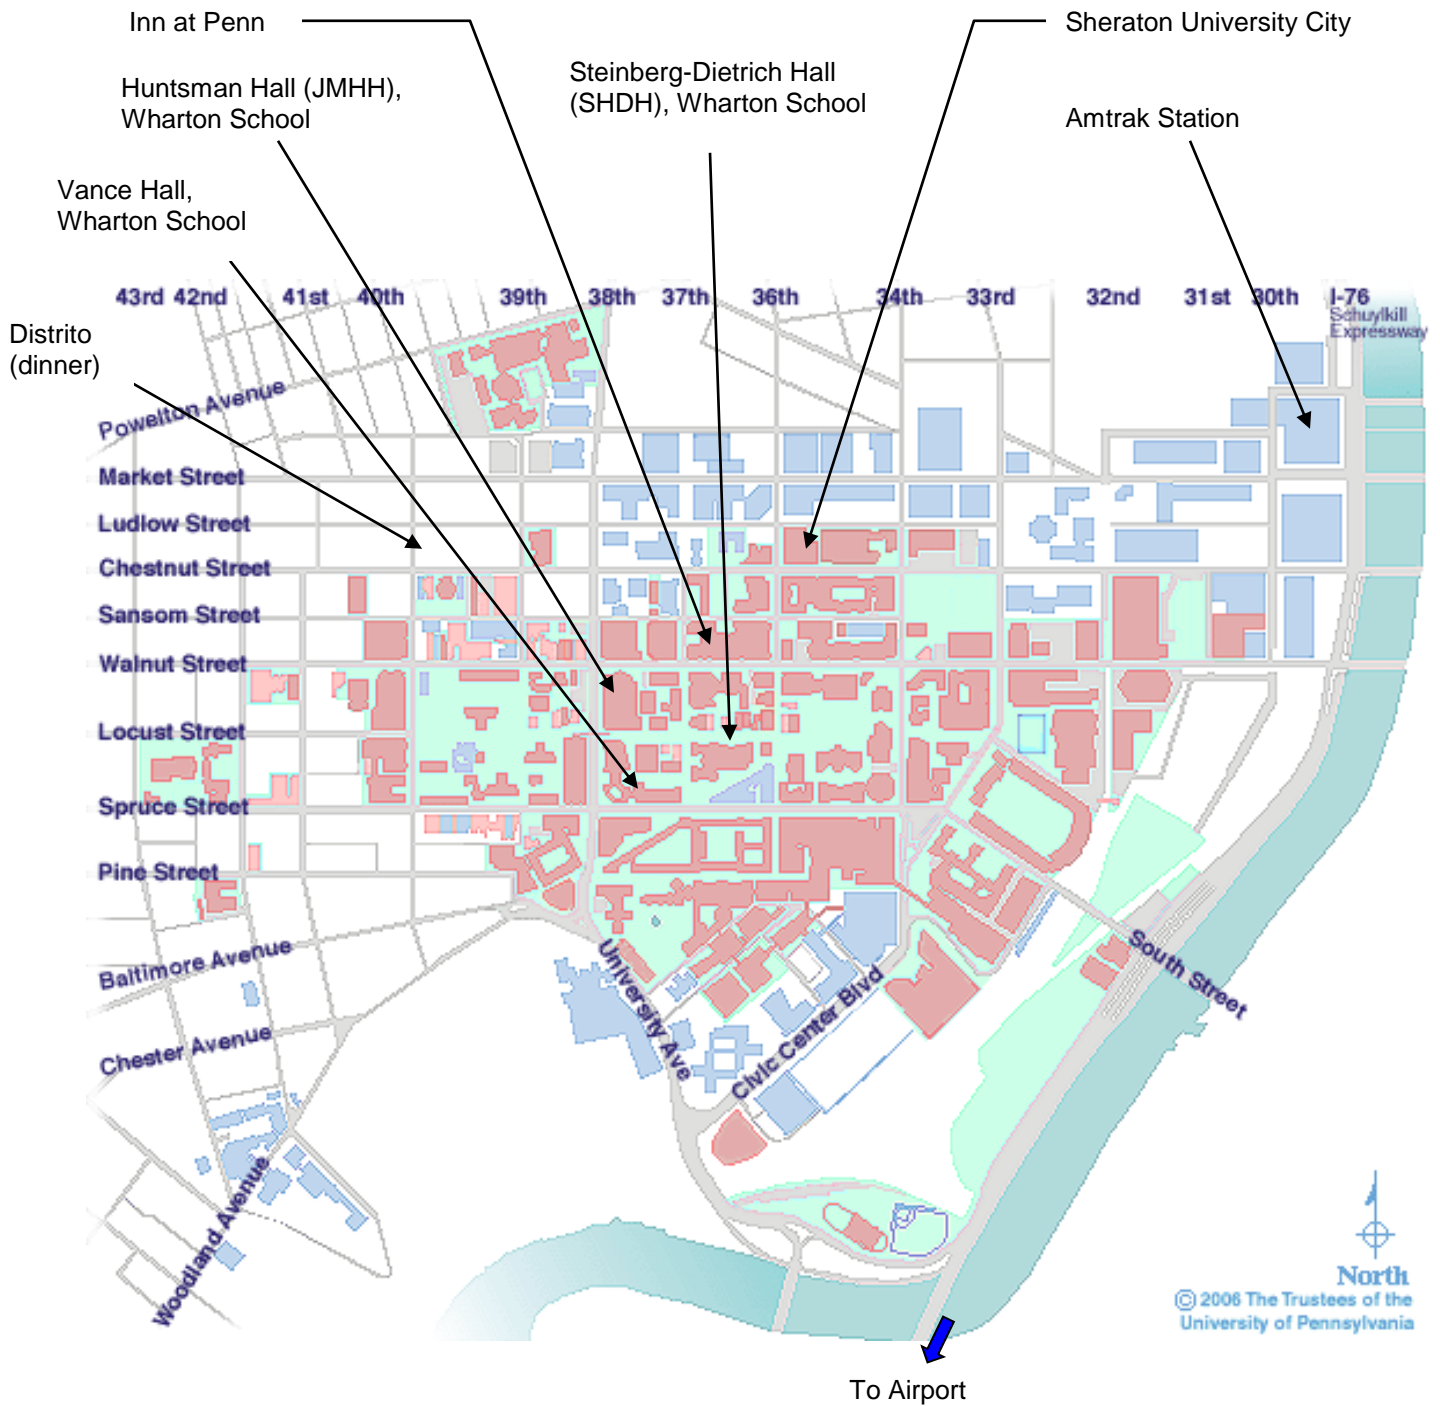 Inn at Penn
Sheraton University City
Huntsman Hall (JMHH),
Wharton School
Steinberg-Dietrich Hall
(SHDH), Wharton School
Amtrak Station
Vance Hall,
Wharton School
43rd 42nd 41st 40th 39th 38th 37th 36th 34th 33rd 32nd 31st 30th I-76
Schuylkill
Expressway
Distrito
(dinner)
Powelton Avenue
Market Street
Ludlow Street
Chestnut Street
Sansom Street
Walnut Street
Locust Street
Spruce Street
Pine Street
Baltimore Avenue
University Ave
South Street
Civic Center Blvd
Chester Avenue
Woodland Avenue
North
© 2006 The Trustees of the
University of Pennsylvania
To Airport